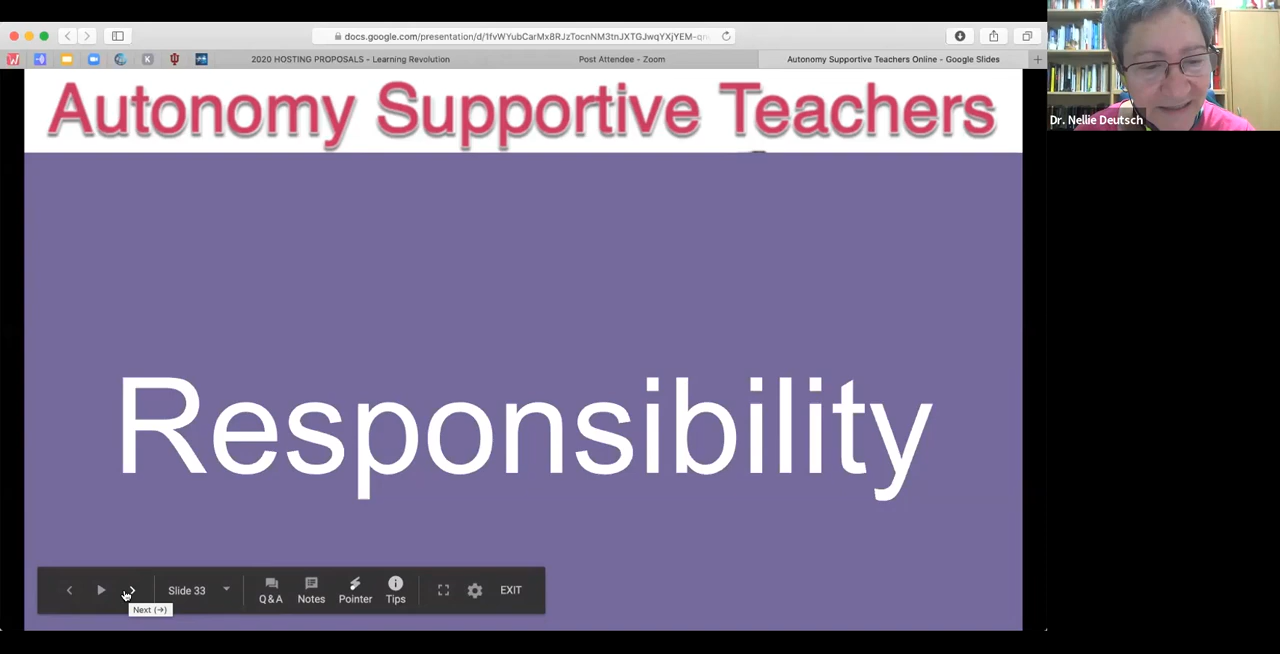 docs.google.com/presentation/d/1fvWYubCarMx8RJzTocnNM3tnJXTGJwqYXjYEM-
2020 HOSTING PROPOSALS - Learning Revolution
Post Attendee - Zoom
Autonomy Supportive Teachers Online - Google Slides
Dr. Nellie Deutsch
Autonomy Supportive Teachers
Responsibility
Slide 33
Q&A
Notes
Pointer
Tips
EXIT
Next (→)